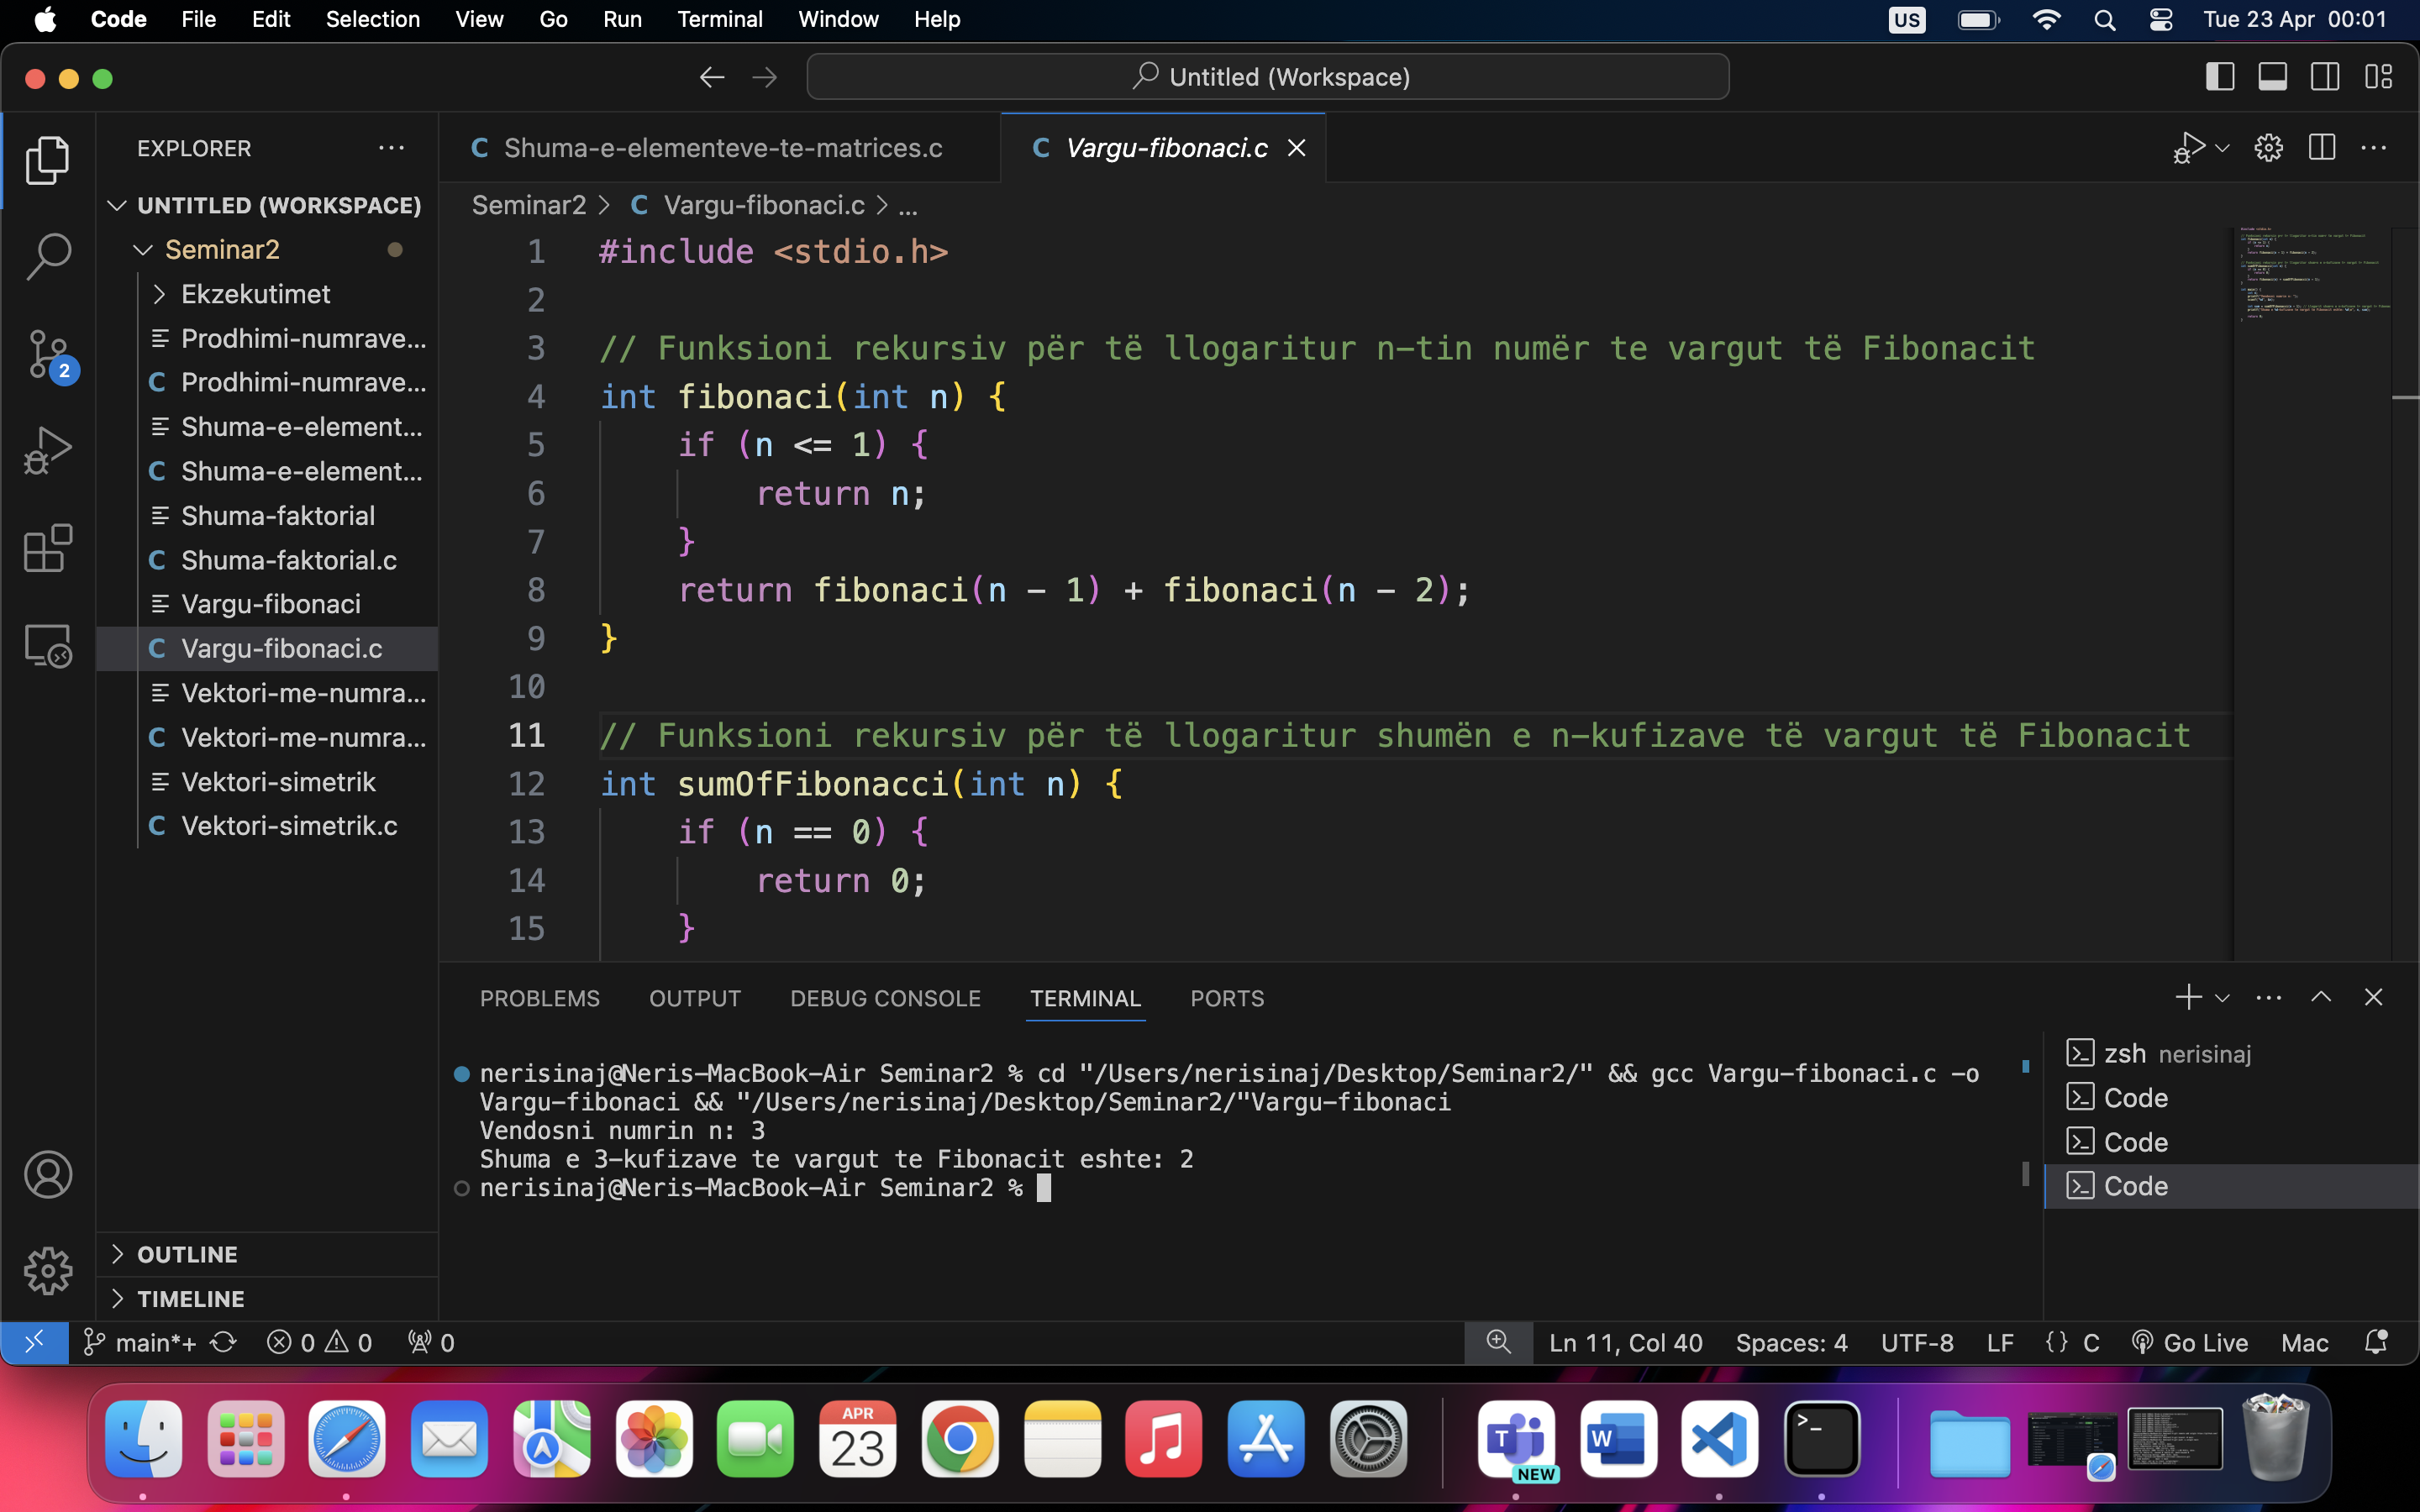 Code File Edit Selection View Go Run Terminal Window Help US Tue 23 Apr 00:01
Untitled (Workspace)
EXPLORER
UNTITLED (WORKSPACE)
Seminar2
Ekzekutimet
Prodhimi-numrave...
Prodhimi-numrave...
Shuma-e-element...
Shuma-e-element...
Shuma-faktorial
Shuma-faktorial.c
Vargu-fibonaci
Vargu-fibonaci.c
Vektori-me-numra...
Vektori-me-numra...
Vektori-simetrik
Vektori-simetrik.c
OUTLINE
TIMELINE
2
C Shuma-e-elementeve-te-matrices.c C Vargu-fibonaci.c
Seminar2 > C Vargu-fibonaci.c > ...
1 #include <stdio.h>
2
3 // Funksioni rekursiv për të llogaritur n-tin numër te vargut të Fibonacit
4 int fibonaci(int n) {
5 if (n <= 1) {
6 return n;
7 }
8 return fibonaci(n - 1) + fibonaci(n - 2);
9 }
10
11 // Funksioni rekursiv për të llogaritur shumën e n-kufizave të vargut të Fibonacit
12 int sumOfFibonacci(int n) {
13 if (n == 0) {
14 return 0;
15 }
PROBLEMS OUTPUT DEBUG CONSOLE TERMINAL PORTS
nerisinaj@Neris-MacBook-Air Seminar2 % cd "/Users/nerisinaj/Desktop/Seminar2/" && gcc Vargu-fibonaci.c -o
Vargu-fibonaci && "/Users/nerisinaj/Desktop/Seminar2/"Vargu-fibonaci
Vendosni numrin n: 3
Shuma e 3-kufizave te vargut te Fibonacit eshte: 2
nerisinaj@Neris-MacBook-Air Seminar2 %
zsh nerisinaj
Code
Code
Code
main*+ 0 0 0 Ln 11, Col 40 Spaces: 4 UTF-8 LF {} C Go Live Mac
APR
23
T
NEW
W
>_